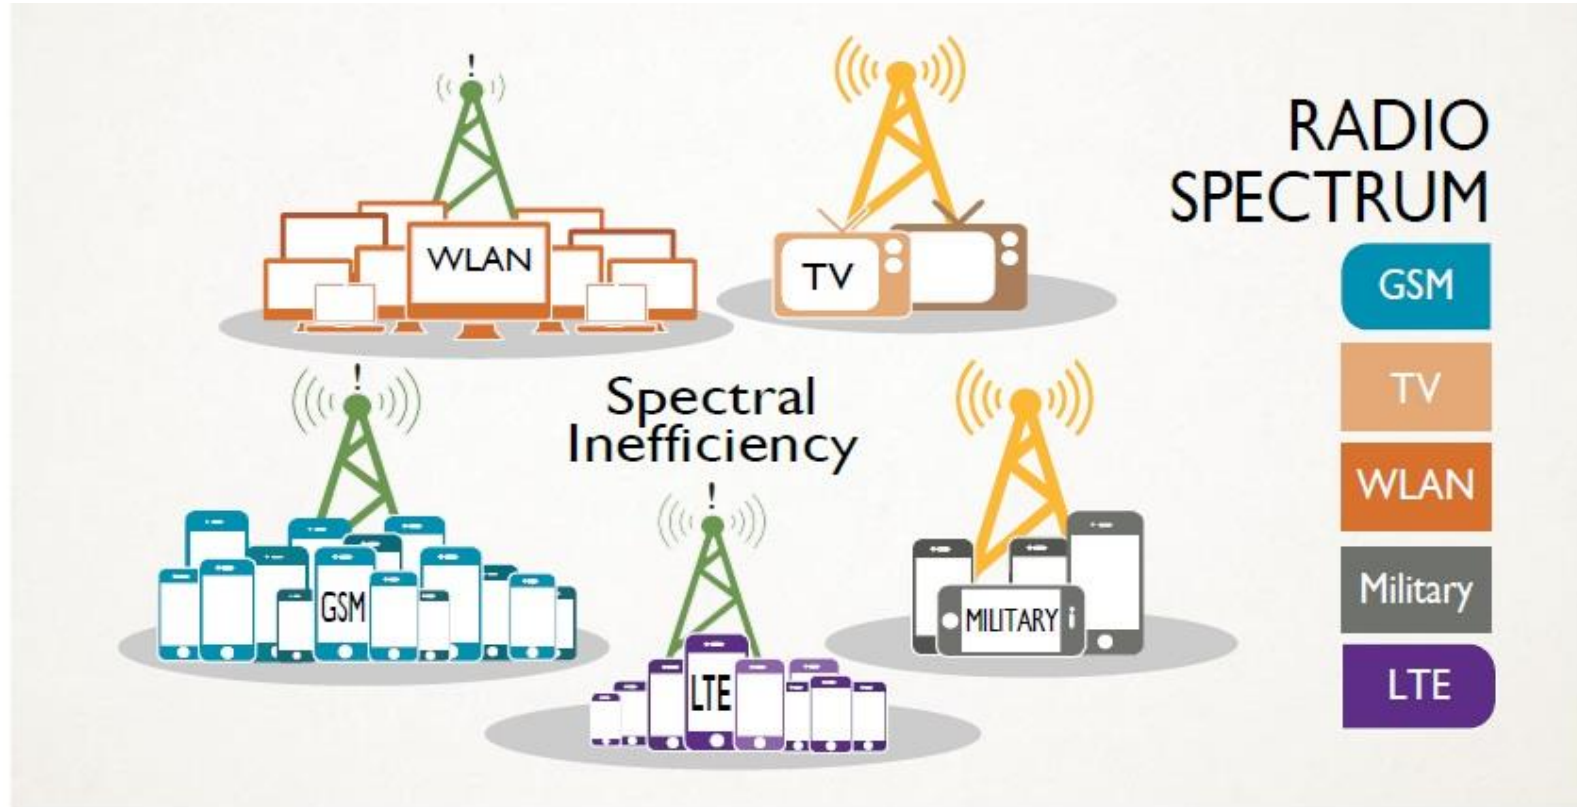 !
WLAN
TV
!
Spectral
Inefficiency
GSM
!
LTE
MILITARY
RADIO
SPECTRUM
GSM
TV
WLAN
Military
LTE